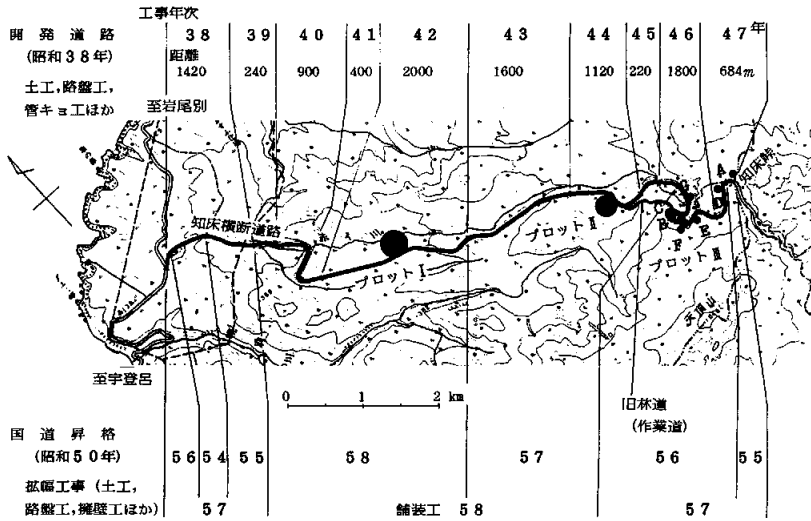 工事年次
開発道路 38 39 40 41 42 43 44 45 46 47年
(昭和38年) 距離
1420 240 900 400 2000 1600 1120 220 1800 684m
土工,路盤工,
管キョ工ほか
至岩尾別
知床峠
知床横断道路
A
D
C
B
E
F
プロットⅠ
プロットⅡ
プロットⅢ
天頂山
至宇登呂
0 1 2 km
旧林道
(作業道)
国道昇格
(昭和50年) 56 54 55 58 57 56 55
拡幅工事(土工,
路盤工,擁壁工ほか) 57 舗装工 58 57